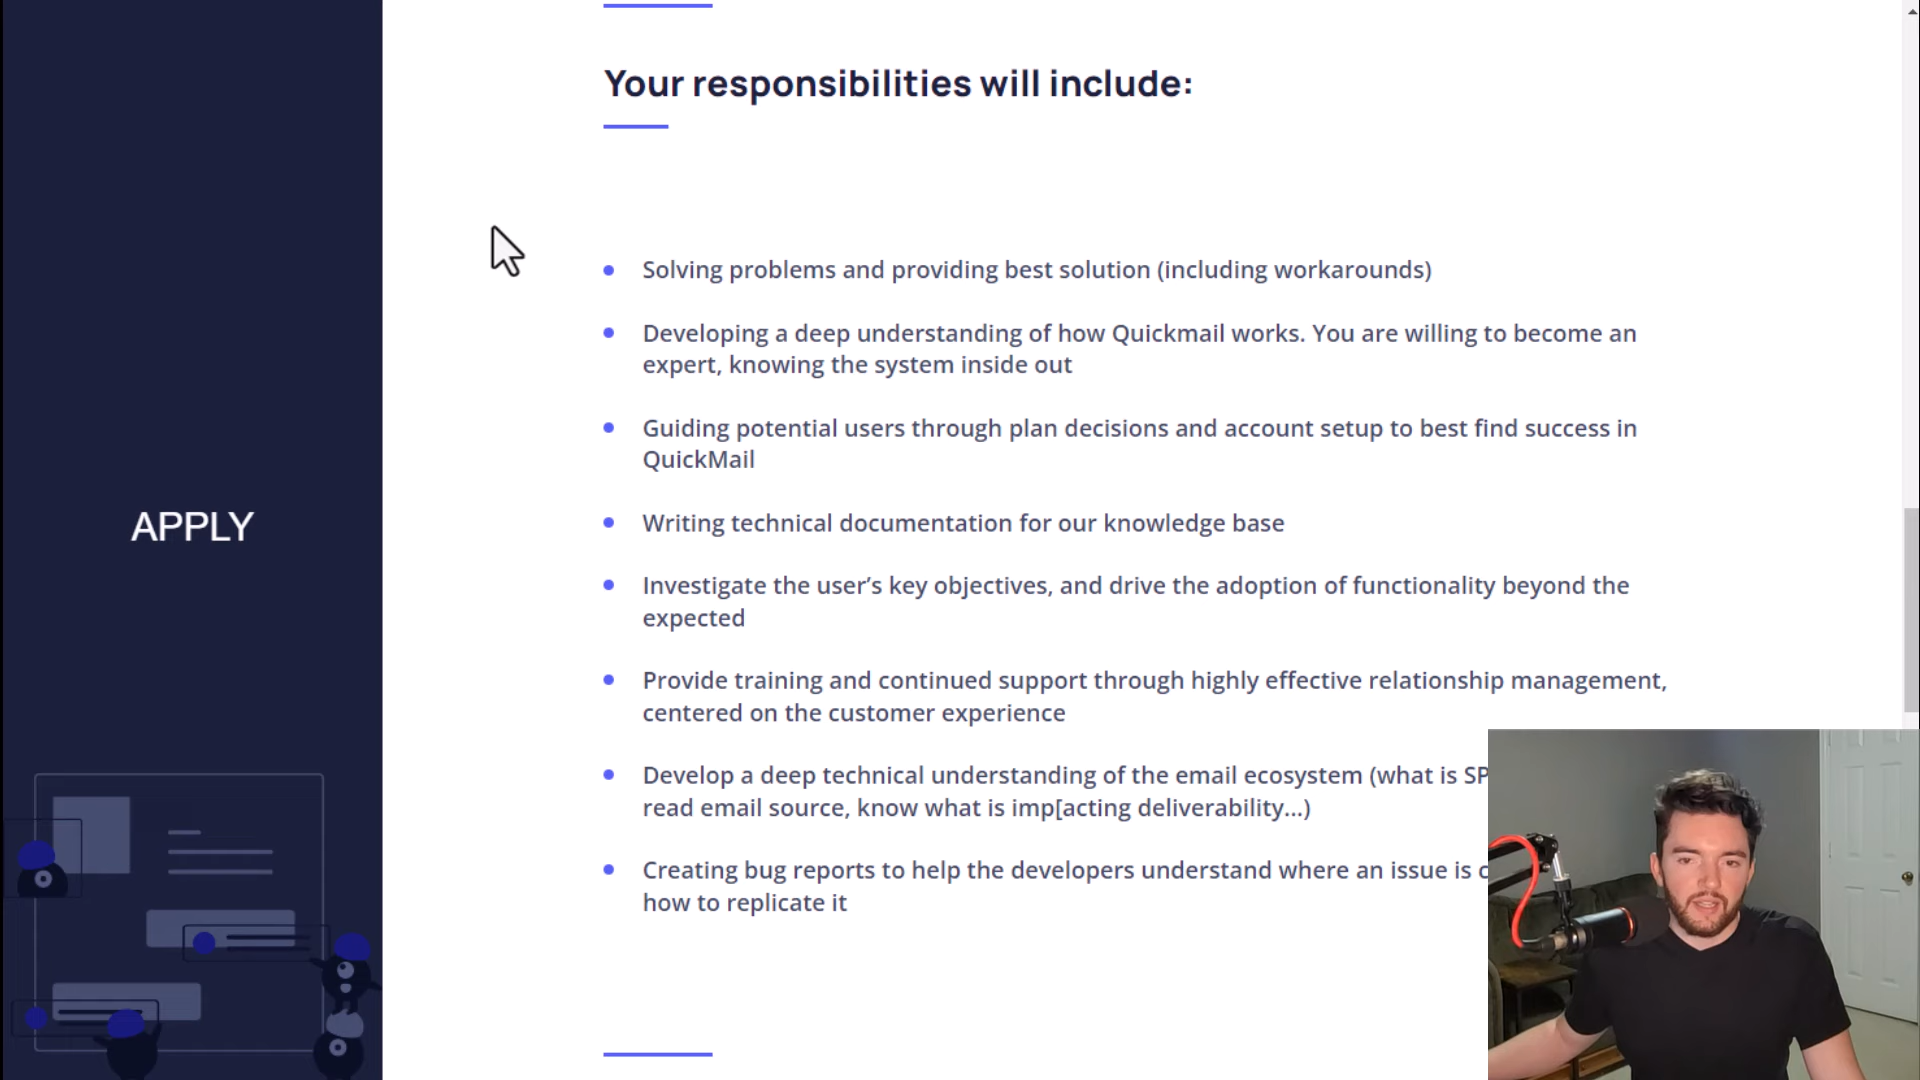 Your responsibilities will include:
Solving problems and providing best solution (including workarounds)
Developing a deep understanding of how Quickmail works. You are willing to become an
expert, knowing the system inside out
Guiding potential users through plan decisions and account setup to best find success in
QuickMail
Writing technical documentation for our knowledge base
APPLY
Investigate the user’s key objectives, and drive the adoption of functionality beyond the
expected
Provide training and continued support through highly effective relationship management,
centered on the customer experience
Develop a deep technical understanding of the email ecosystem (what is
read email source, know what is imp[acting deliverability...)
Creating bug reports to help the developers understand where an issue is
how to replicate it